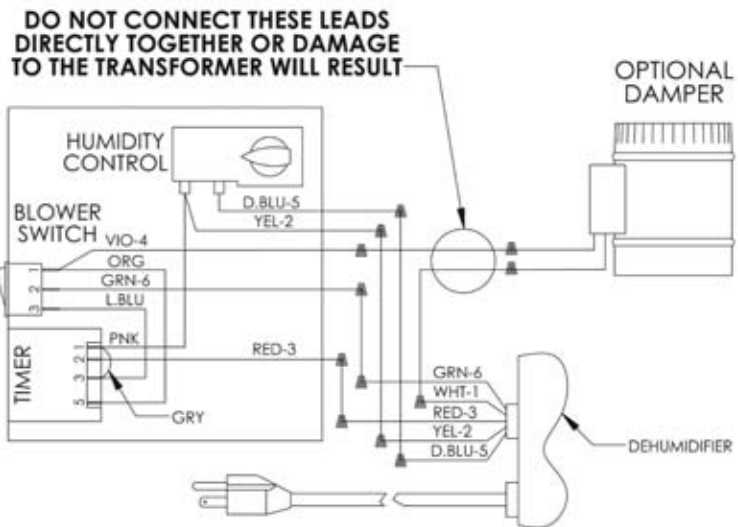 DO NOT CONNECT THESE LEADS
DIRECTLY TOGETHER OR DAMAGE
TO THE TRANSFORMER WILL RESULT
OPTIONAL
DAMPER
HUMIDITY
CONTROL
D.BLU-5
YEL-2
BLOWER
SWITCH
VIO-4
ORG
1
GRN-6
2
L.BLU
3
TIMER
PNK
1
2
RED-3
3
5
GRY
GRN-6
WHT-1
RED-3
YEL-2
D.BLU-5
DEHUMIDIFIER